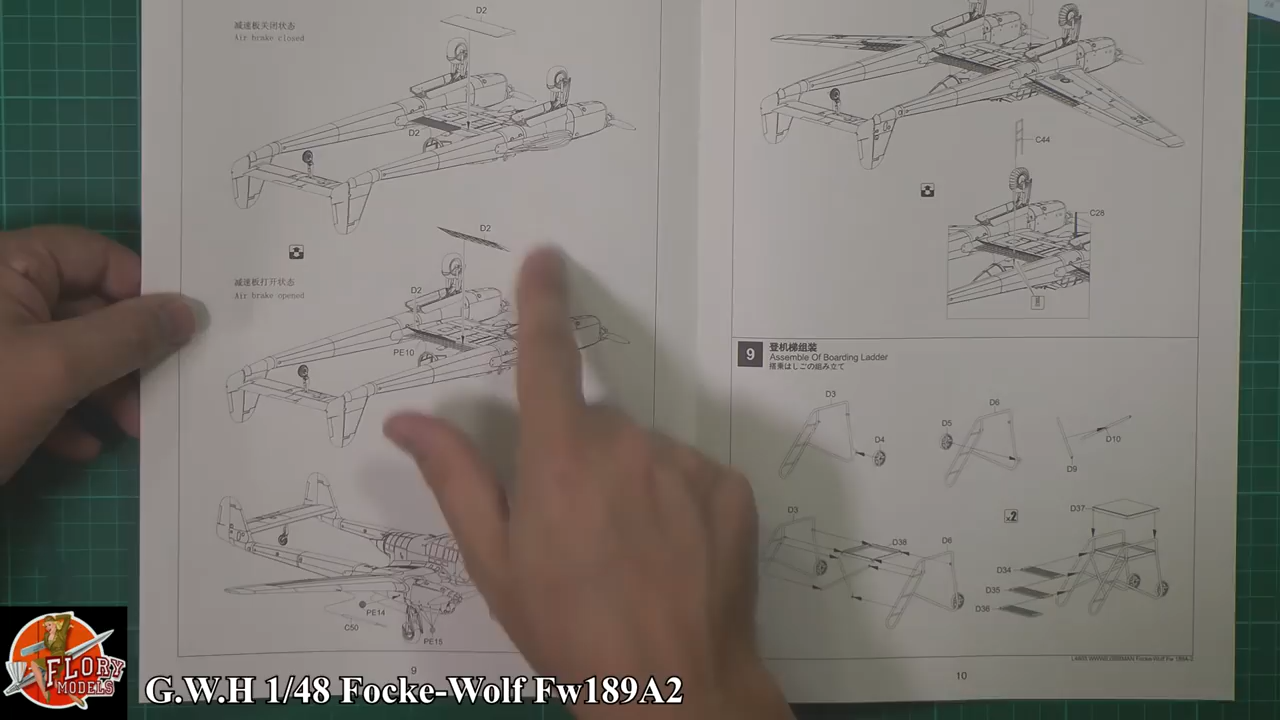 减速板关闭状态
Air brake closed
D2
D2
减速板打开状态
Air brake opened
D2
D2
PE10
PE14
C50
PE15
9
C44
C28
9
登机梯组装
Assemble Of Boarding Ladder
搭乗はしごの組み立て
D3
D4
D5
D6
D9
D10
D3
D38
D6
x2
D37
D34
D35
D36
10
FLORY
MODELS
G.W.H 1/48 Focke-Wolf Fw189A2